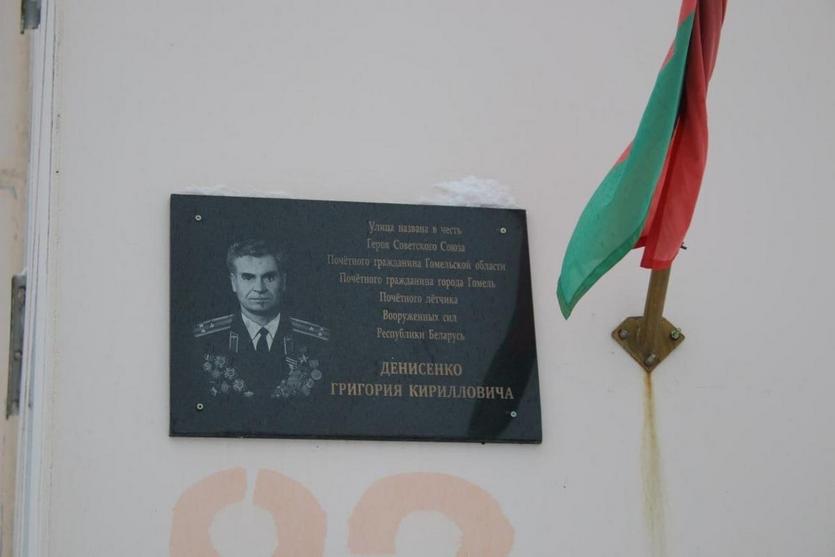 Улица названа в честь
Героя Советского Союза
Почётного гражданина Гомельской области
Почётного гражданина города Гомель
Почётного лётчика
Вооруженных сил
Республики Беларусь
ДЕНИСЕНКО
ГРИГОРИЯ КИРИЛЛОВИЧА